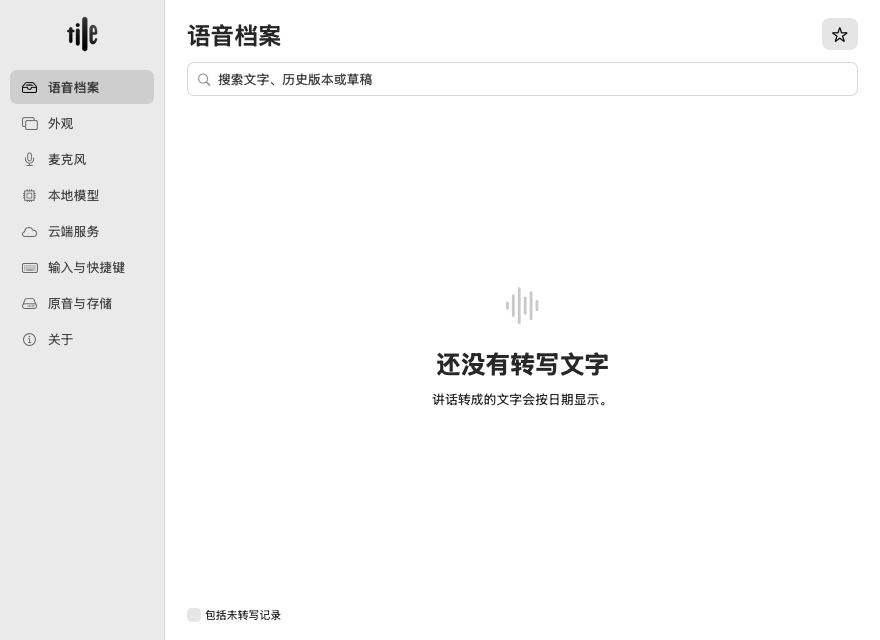 tile
语音档案
外观
麦克风
本地模型
云端服务
输入与快捷键
原音与存储
关于
语音档案
搜索文字、历史版本或草稿
还没有转写文字
讲话转成的文字会按日期显示。
包括未转写记录